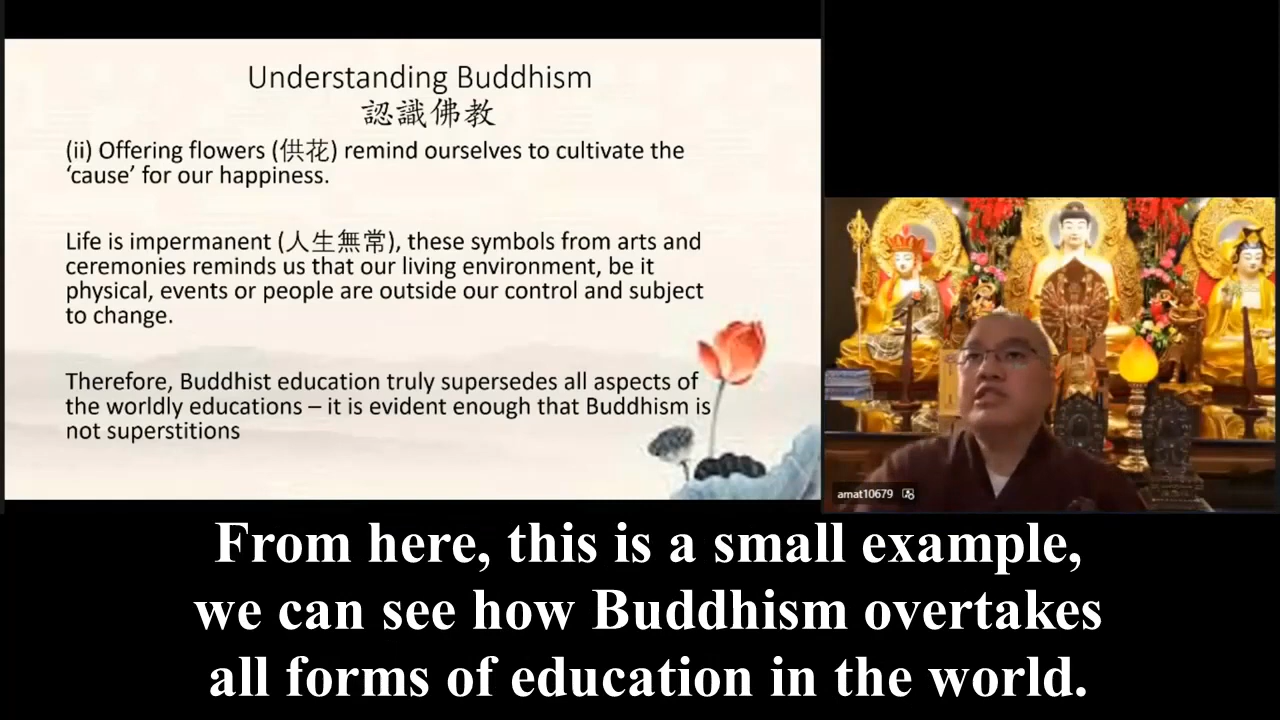 Understanding Buddhism
認識佛教
(ii) Offering flowers (供花) remind ourselves to cultivate the
‘cause’ for our happiness.
Life is impermanent (人生無常), these symbols from arts and
ceremonies reminds us that our living environment, be it
physical, events or people are outside our control and subject
to change.
Therefore, Buddhist education truly supersedes all aspects of
the worldly educations – it is evident enough that Buddhism is
not superstitions
amat10679
From here, this is a small example,
we can see how Buddhism overtakes
all forms of education in the world.